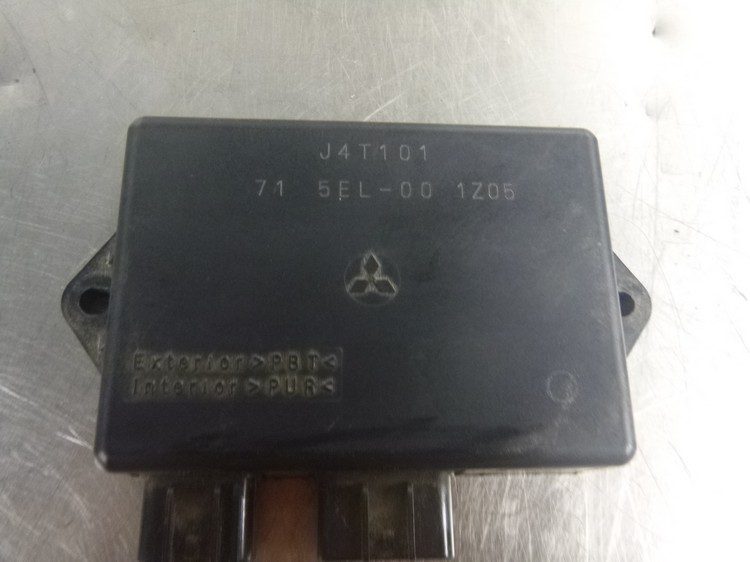 J4T101
71 5EL-00 1Z05
Exterior>PBT<
Interior>PUR<